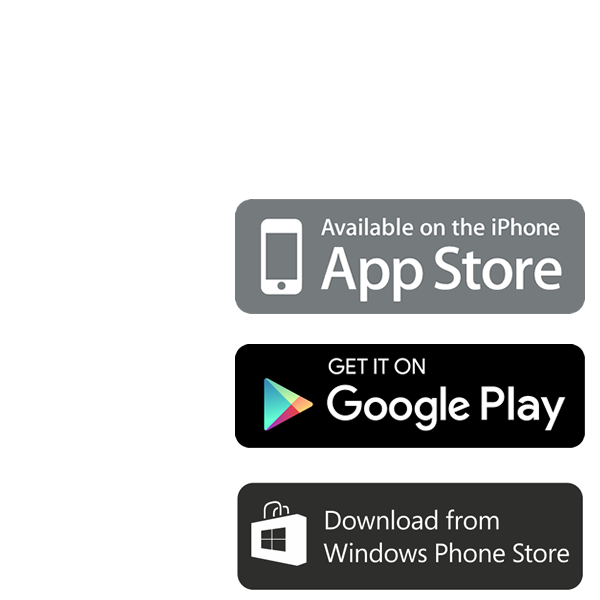 Available on the iPhone
App Store
GET IT ON
Google Play
Download from
Windows Phone Store